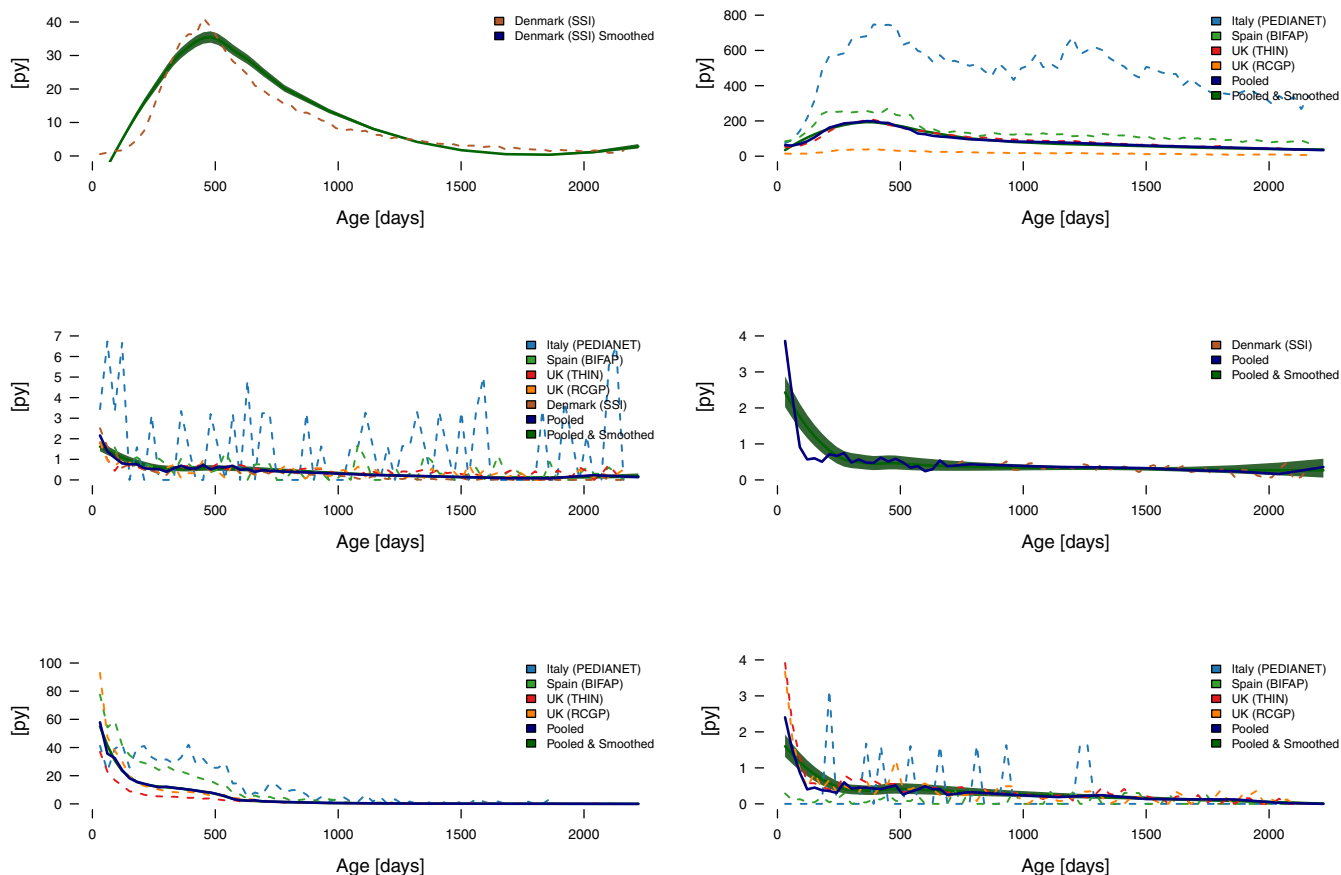 40
30
20
10
0
[py]
0
500
1000
1500
2000
Age [days]
Denmark (SSI)
Denmark (SSI) Smoothed
800
600
400
200
0
[py]
0
500
1000
1500
2000
Age [days]
Italy (PEDIANET)
Spain (BIFAP)
UK (THIN)
UK (RCGP)
Pooled
Pooled & Smoothed
7
6
5
4
3
2
1
0
[py]
0
500
1000
1500
2000
Age [days]
Italy (PEDIANET)
Spain (BIFAP)
UK (THIN)
UK (RCGP)
Denmark (SSI)
Pooled
Pooled & Smoothed
4
3
2
1
0
[py]
0
500
1000
1500
2000
Age [days]
Denmark (SSI)
Pooled
Pooled & Smoothed
100
80
60
40
20
0
[py]
0
500
1000
1500
2000
Age [days]
Italy (PEDIANET)
Spain (BIFAP)
UK (THIN)
UK (RCGP)
Pooled
Pooled & Smoothed
4
3
2
1
0
[py]
0
500
1000
1500
2000
Age [days]
Italy (PEDIANET)
Spain (BIFAP)
UK (THIN)
UK (RCGP)
Pooled
Pooled & Smoothed